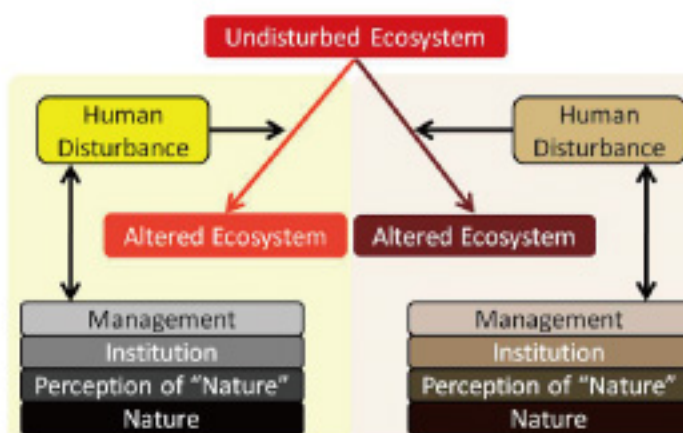 Undisturbed Ecosystem
Human
Disturbance
Human
Disturbance
Altered Ecosystem
Altered Ecosystem
Management
Institution
Perception of “Nature”
Nature
Management
Institution
Perception of “Nature”
Nature